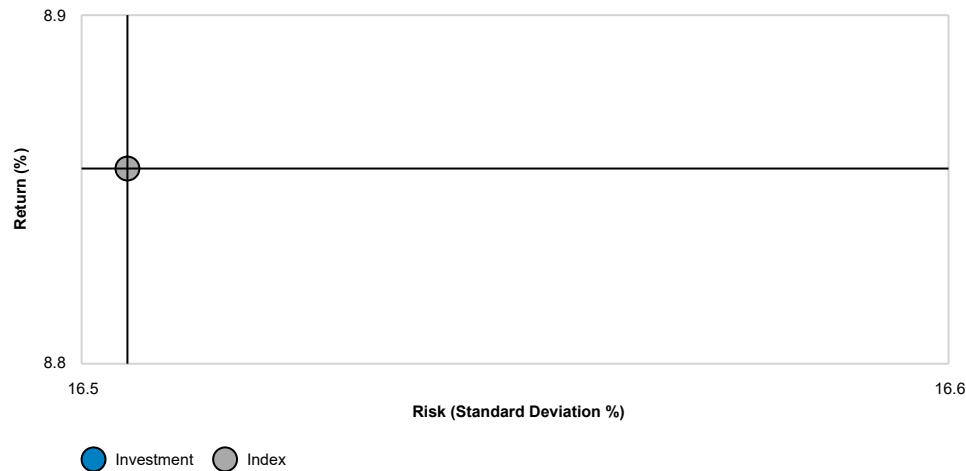 8.9
Return (%)
8.8
16.5
16.6
Risk (Standard Deviation %)
Investment
Index